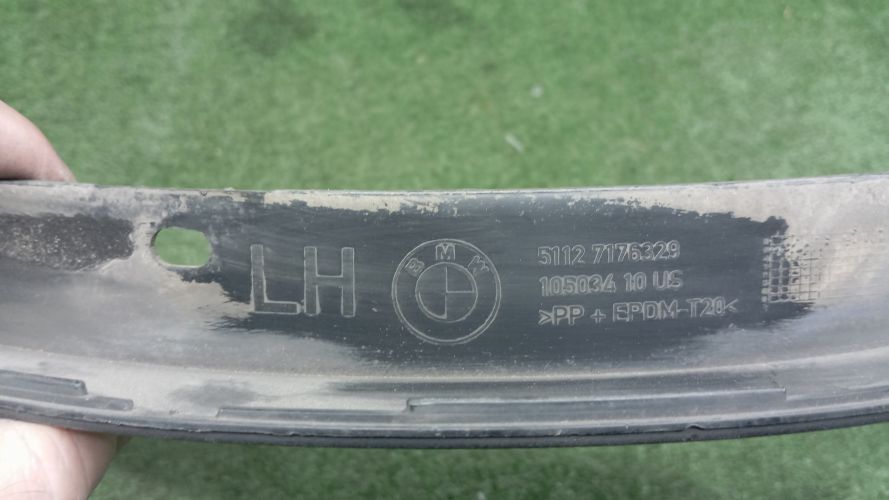 LH
BMW
5112 7176329
105034 10 US
>PP + EPDM-T20<